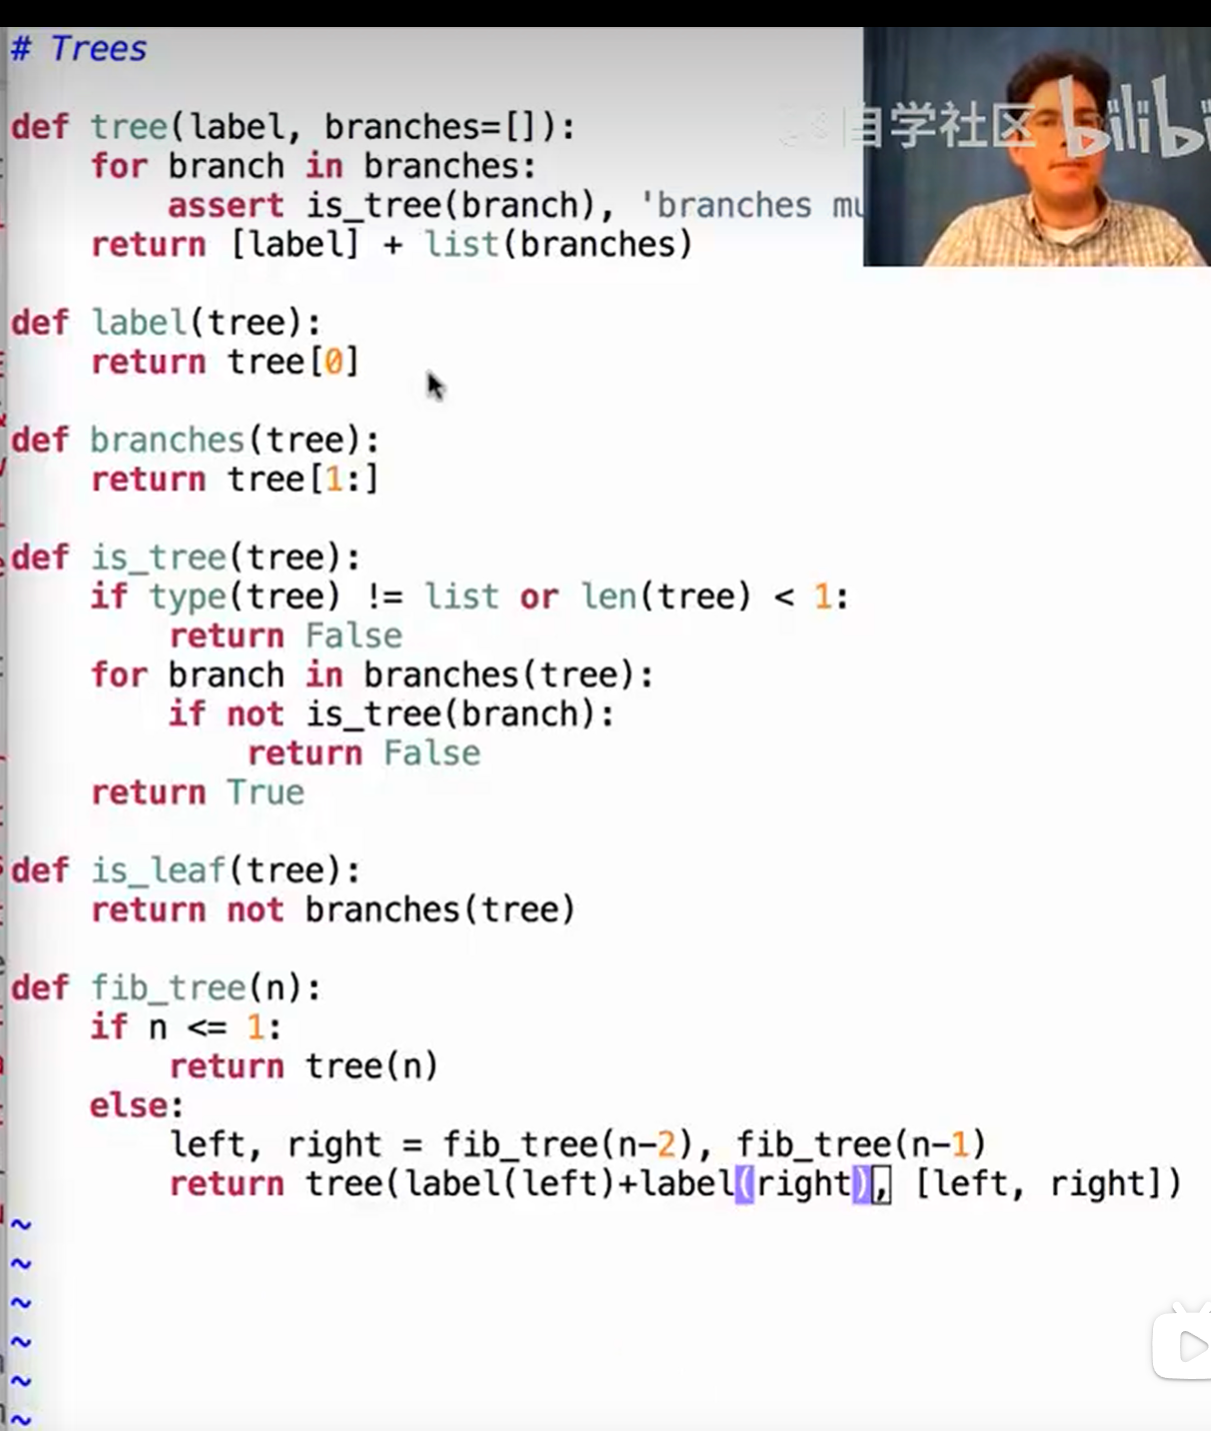 # Trees
def tree(label, branches=[]):
    for branch in branches:
        assert is_tree(branch), 'branches
    return [label] + list(branches)
def label(tree):
    return tree[0]
def branches(tree):
    return tree[1:]
def is_tree(tree):
    if type(tree) != list or len(tree) < 1:
        return False
    for branch in branches(tree):
        if not is_tree(branch):
            return False
    return True
def is_leaf(tree):
    return not branches(tree)
def fib_tree(n):
    if n <= 1:
        return tree(n)
    else:
        left, right = fib_tree(n-2), fib_tree(n-1)
        return tree(label(left)+label(right), [left, right])
~
~
~
~
~
~
自学社区 bilibi